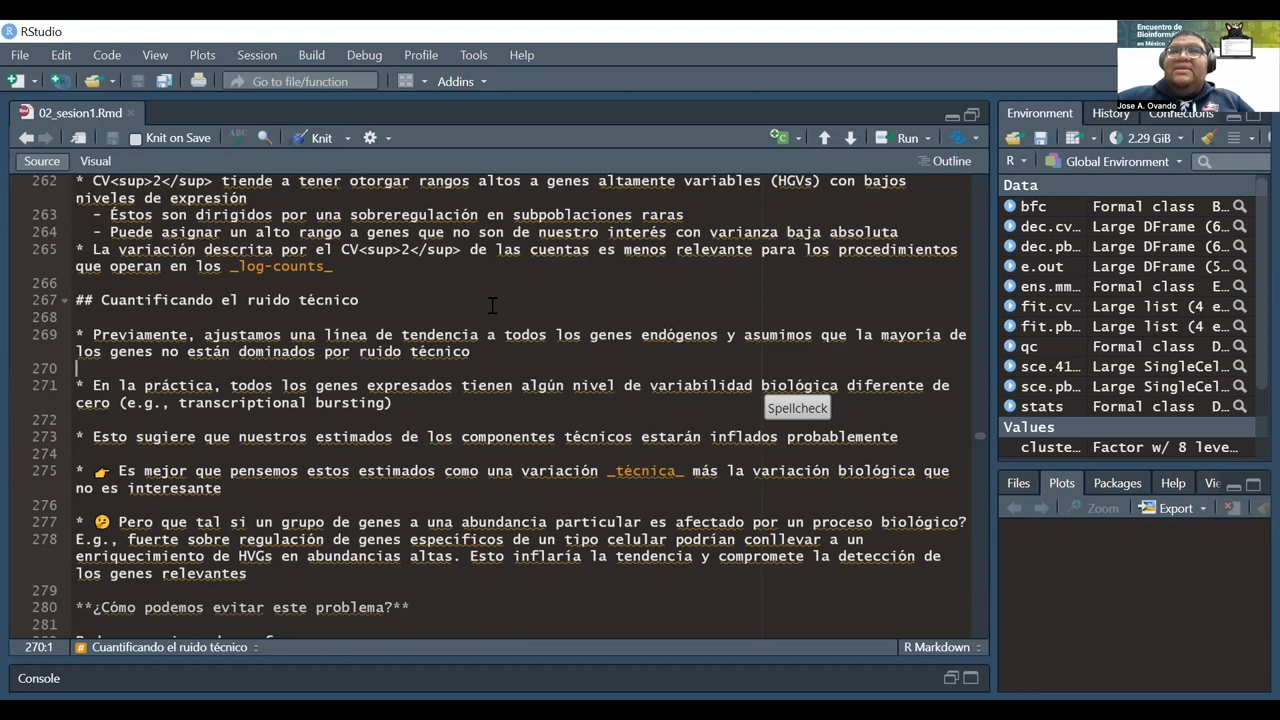 RStudio
File Edit Code View Plots Session Build Debug Profile Tools Help
Go to file/function Addins
Encuentro de
Bioinformáti
en México
Jose A. Ovando
02_sesion1.Rmd
Knit on Save ABC Knit Run
Source Visual Outline
262 * CV<sup>2</sup> tiende a tener otorgar rangos altos a genes altamente variables (HGVs) con bajos
niveles de expresión
263 - Éstos son dirigidos por una sobreregulación en subpoblaciones raras
264 - Puede asignar un alto rango a genes que no son de nuestro interés con varianza baja absoluta
265 * La variación descrita por el CV<sup>2</sup> de las cuentas es menos relevante para los procedimientos
que operan en los _log-counts_
266
267 ## Cuantificando el ruido técnico
268
269 * Previamente, ajustamos una línea de tendencia a todos los genes endógenos y asumimos que la mayoría de
los genes no están dominados por ruido técnico
270
271 * En la práctica, todos los genes expresados tienen algún nivel de variabilidad biológica diferente de
cero (e.g., transcriptional bursting)
Spellcheck
272
273 * Esto sugiere que nuestros estimados de los componentes técnicos estarán inflados probablemente
274
275 * 👉 Es mejor que pensemos estos estimados como una variación _técnica_ más la variación biológica que
no es interesante
276
277 * 🤔 Pero que tal si un grupo de genes a una abundancia particular es afectado por un proceso biológico?
278 E.g., fuerte sobre regulación de genes específicos de un tipo celular podrían conllevar a un
enriquecimiento de HVGs en abundancias altas. Esto inflaría la tendencia y compromete la detección de
los genes relevantes
279
280 **¿Cómo podemos evitar este problema?**
281
270:1 # Cuantificando el ruido técnico R Markdown
Console
Environment History Connections
2.29 GiB
R Global Environment
Data
bfc Formal class B…
dec.cv… Large DFrame (6…
dec.pb… Large DFrame (6…
e.out Large DFrame (5…
ens.mm… Formal class E…
fit.cv… Large list (4 e…
fit.pb… Large list (4 e…
qc Formal class D…
sce.41… Large SingleCel…
sce.pb… Large SingleCel…
stats Formal class D…
Values
cluste… Factor w/ 8 leve…
Files Plots Packages Help Vi
Zoom Export